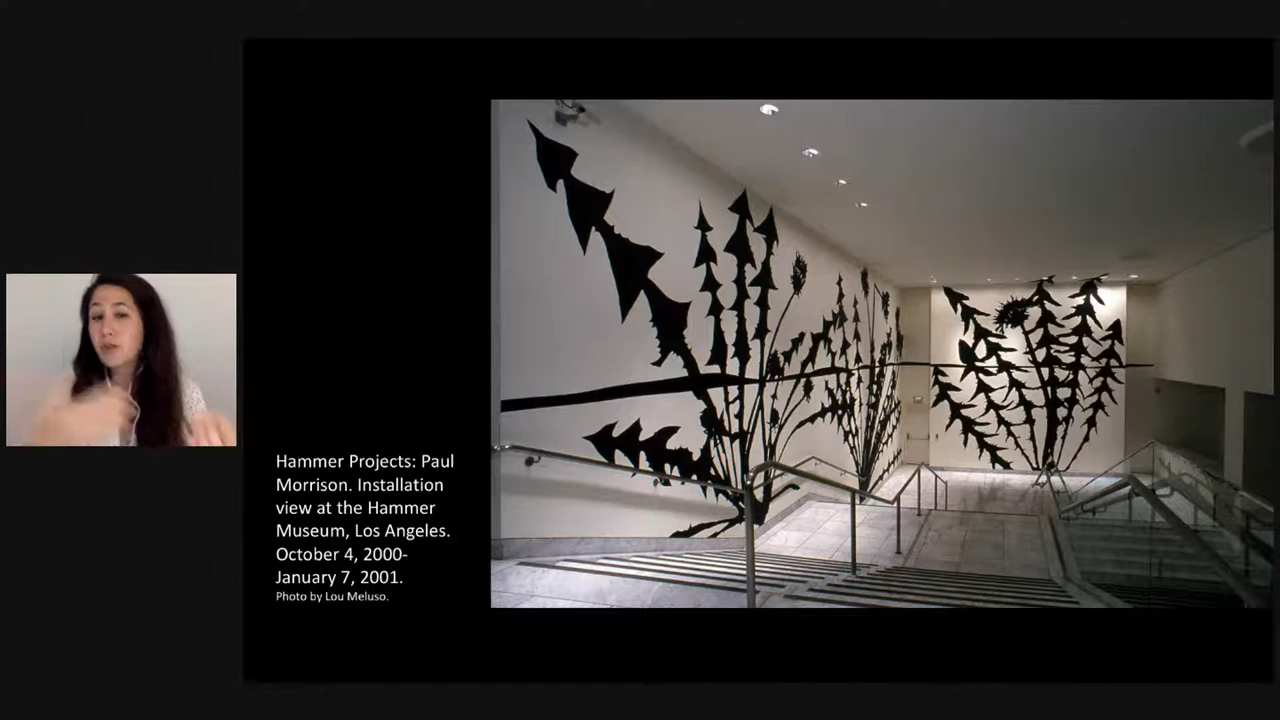 Hammer Projects: Paul
Morrison. Installation
view at the Hammer
Museum, Los Angeles.
October 4, 2000-
January 7, 2001.
Photo by Lou Meluso.